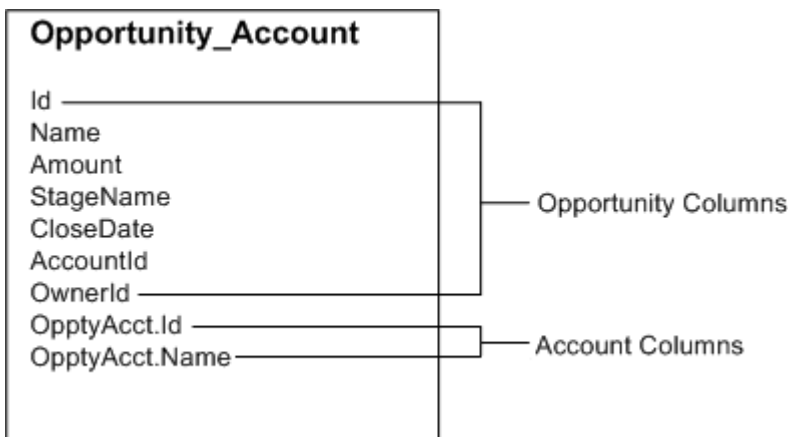 Opportunity_Account
Id
Name
Amount
StageName
CloseDate
AccountId
OwnerId
OpptyAcct.Id
OpptyAcct.Name
Opportunity Columns
Account Columns